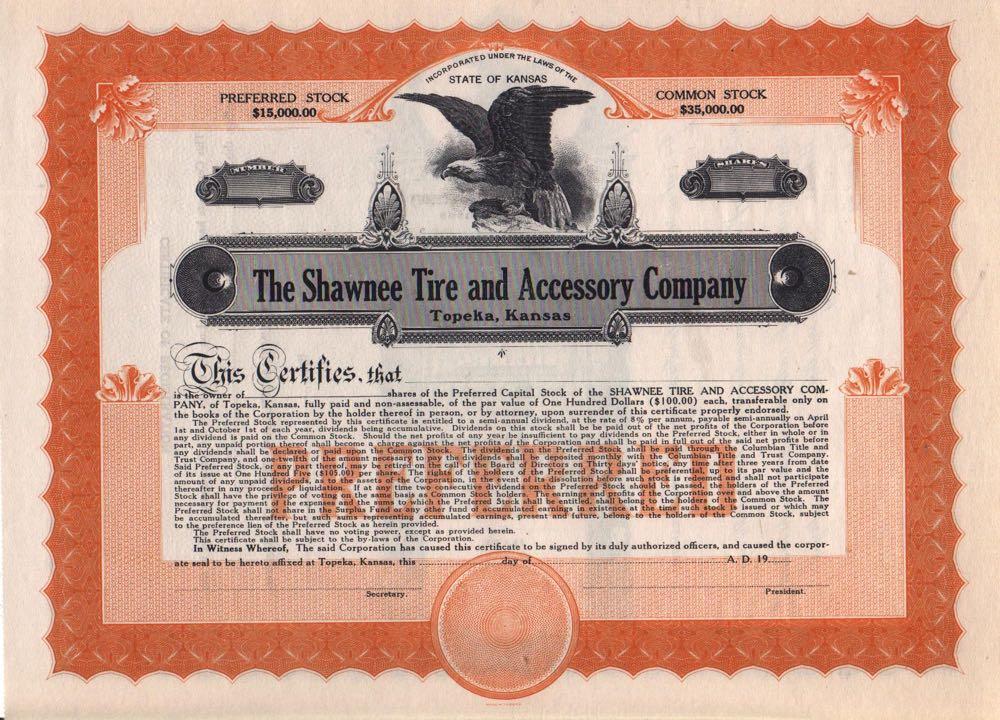 INCORPORATED UNDER THE LAWS OF THE
STATE OF KANSAS
PREFERRED STOCK
$15,000.00
COMMON STOCK
$35,000.00
NUMBER
SHARES
The Shawnee Tire and Accessory Company
Topeka, Kansas
This Certifies, that
is the owner of shares of the Preferred Capital Stock of the SHAWNEE TIRE AND ACCESSORY COM-
PANY, of Topeka, Kansas, fully paid and non-assessable, of the par value of One Hundred Dollars ($100.00) each, transferable only on
the books of the Corporation by the holder thereof in person, or by attorney, upon surrender of this certificate properly endorsed.
The Preferred Stock represented by this certificate is entitled to a semi-annual dividend, at the rate of 8% per annum, payable semi-annually on April
1st and October 1st of each year, dividends being accumulative. Dividends on this stock shall be paid out of the net profits of the Corporation before
any dividend is paid on the Common Stock. Should the net profits of any year be insufficient to pay dividends on the Preferred Stock, either in whole or in
part, any unpaid portion thereof shall become a charge against the net profits of the Corporation and shall be paid in full out of the said net profits before
any dividends shall be declared or paid upon the Common Stock. The dividends on the Preferred Stock, shall be paid through the Columbian Title and
Trust Company, and one-twelfth of the amount necessary to pay the dividends shall be deposited monthly with the Columbian Title and Trust Company.
Said Preferred Stock, or any part thereof, may be retired on the call of the Board of Directors Thirty days' notice, any time after three years from date
of its issue at One Hundred Five ($105.00) per share. The rights of the holders of the Preferred Stock shall be preferential, up to its par value and the
amount of any unpaid dividends, as to the assets of the Corporation, in the event of dissolution before such stock is redeemed and shall not participate
thereafter in any proceeds of liquidation. If at any time two consecutive dividends on the Preferred Stock should be passed, the holders of the Preferred
Stock shall have the privilege of voting on the same basis as Common Stock holders. The earnings and profits of the Corporation over and above the amount
necessary for payment of the expenses and the sums to which the Preferred Stock shall be entitled, shall belong to the holders of the Common Stock. The
Preferred Stock shall not share in the Surplus Fund or in the fund of accumulated earnings in existence at the time such stock is issued or which may
be accumulated thereafter, but such sums representing accumulated earnings, present and future, belong to the holders of the Common Stock, subject
to the preference lien of the Preferred Stock as herein provided.
The Preferred Stock shall have no voting power, except as provided herein.
This certificate shall be subject to the by-laws of the Corporation.
In Witness Whereof, The said Corporation has caused this certificate to be signed by its duly authorized officers, and caused the corpor-
ate seal to be hereto affixed at Topeka, Kansas, this day of A. D. 19
Secretary.
President.